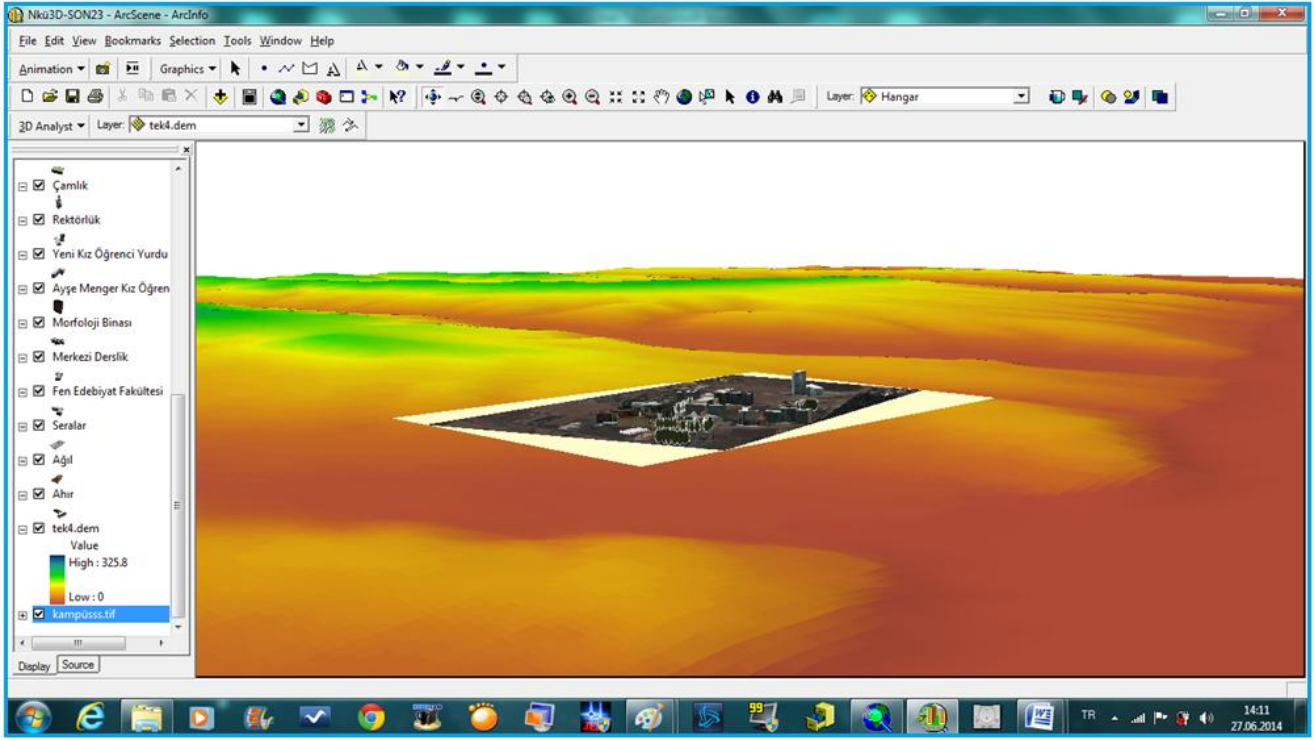 Nkü3D-SON23 - ArcScene - ArcInfo
File Edit View Bookmarks Selection Tools Window Help
Animation Graphics
Layer: Hangar
3D Analyst Layer: tek4.dem
Çamlık
Rektörlük
Yeni Kız Öğrenci Yurdu
Ayşe Menger Kız Öğren
Morfoloji Binası
Merkezi Derslik
Fen Edebiyat Fakültesi
Seralar
Ağıl
Ahır
tek4.dem
Value
High : 325.8
Low : 0
kampüsss.tif
Display Source
99
TR
14:11
27.06.2014